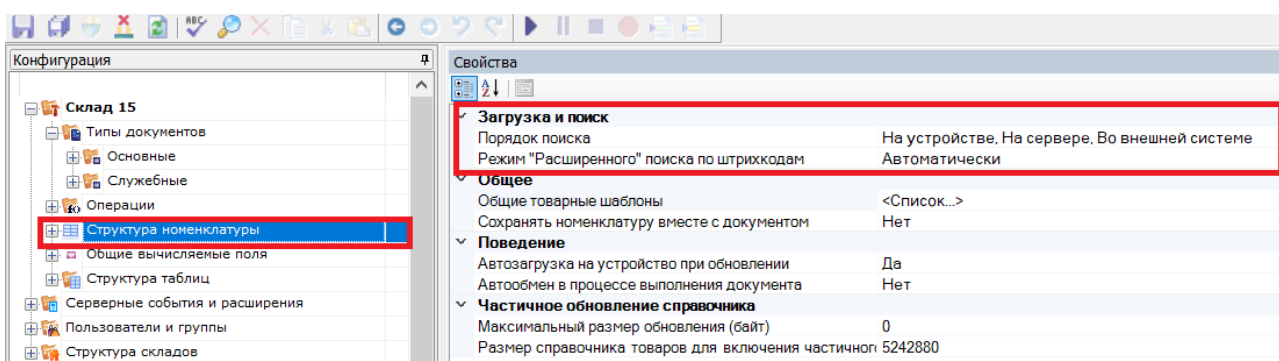 ABC
Конфигурация
Склад 15
Типы документов
Основные
Служебные
Операции
Структура номенклатуры
Общие вычисляемые поля
Структура таблиц
Серверные события и расширения
Пользователи и группы
Структура складов
Свойства
Загрузка и поиск
Порядок поиска На устройстве, На сервере, Во внешней системе
Режим "Расширенного" поиска по штрихкодам Автоматически
Общее
Общие товарные шаблоны <Список...>
Сохранять номенклатуру вместе с документом Нет
Поведение
Автозагрузка на устройство при обновлении Да
Автообмен в процессе выполнения документа Нет
Частичное обновление справочника
Максимальный размер обновления (байт) 0
Размер справочника товаров для включения частичног 5242880